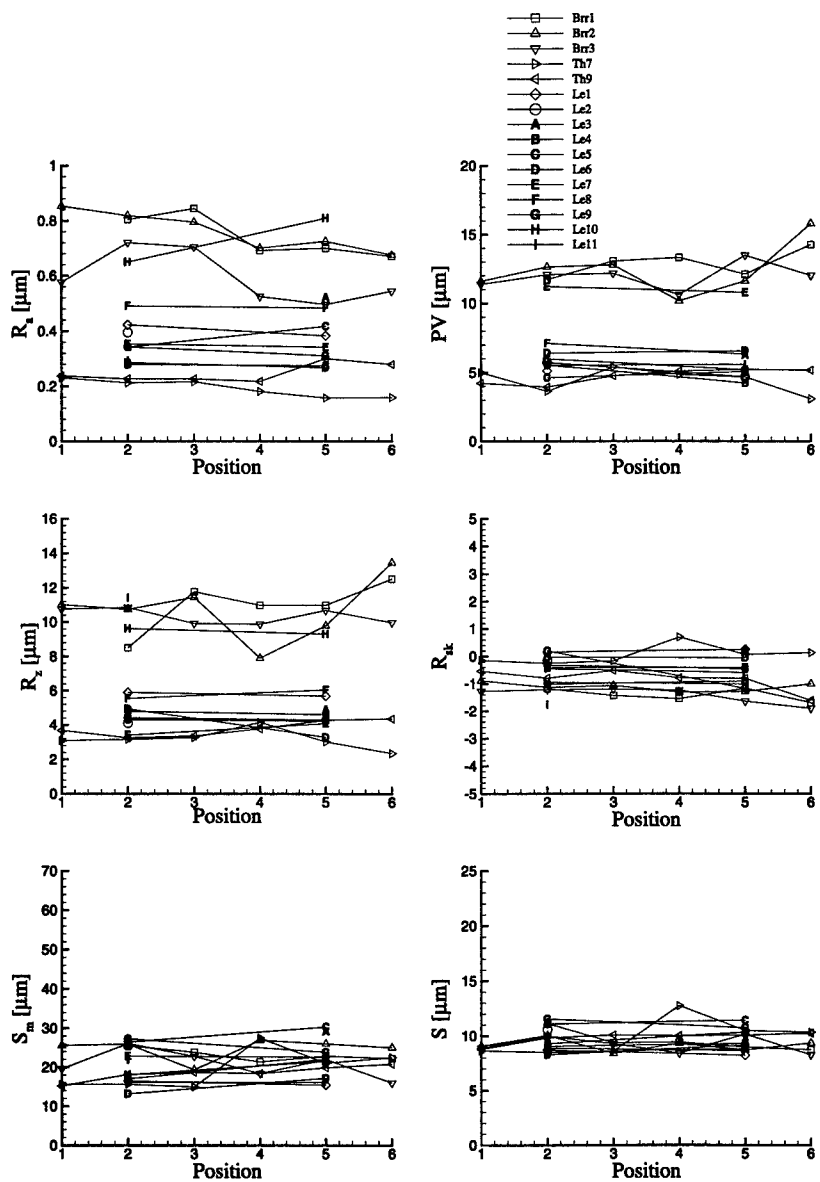 Brr1
Brr2
Brr3
Th7
Th9
Le1
Le2
A Le3
B Le4
C Le5
D Le6
E Le7
F Le8
G Le9
H Le10
I Le11
1
0.8
0.6
0.4
0.2
0
Ra [μm]
1 2 3 4 5 6
Position
20
15
10
5
0
PV [μm]
1 2 3 4 5 6
Position
16
14
12
10
8
6
4
2
0
Rz [μm]
1 2 3 4 5 6
Position
5
4
3
2
1
0
-1
-2
-3
-4
-5
Rsk
1 2 3 4 5 6
Position
70
60
50
40
30
20
10
0
Sm [μm]
1 2 3 4 5 6
Position
25
20
15
10
5
0
S [μm]
1 2 3 4 5 6
Position